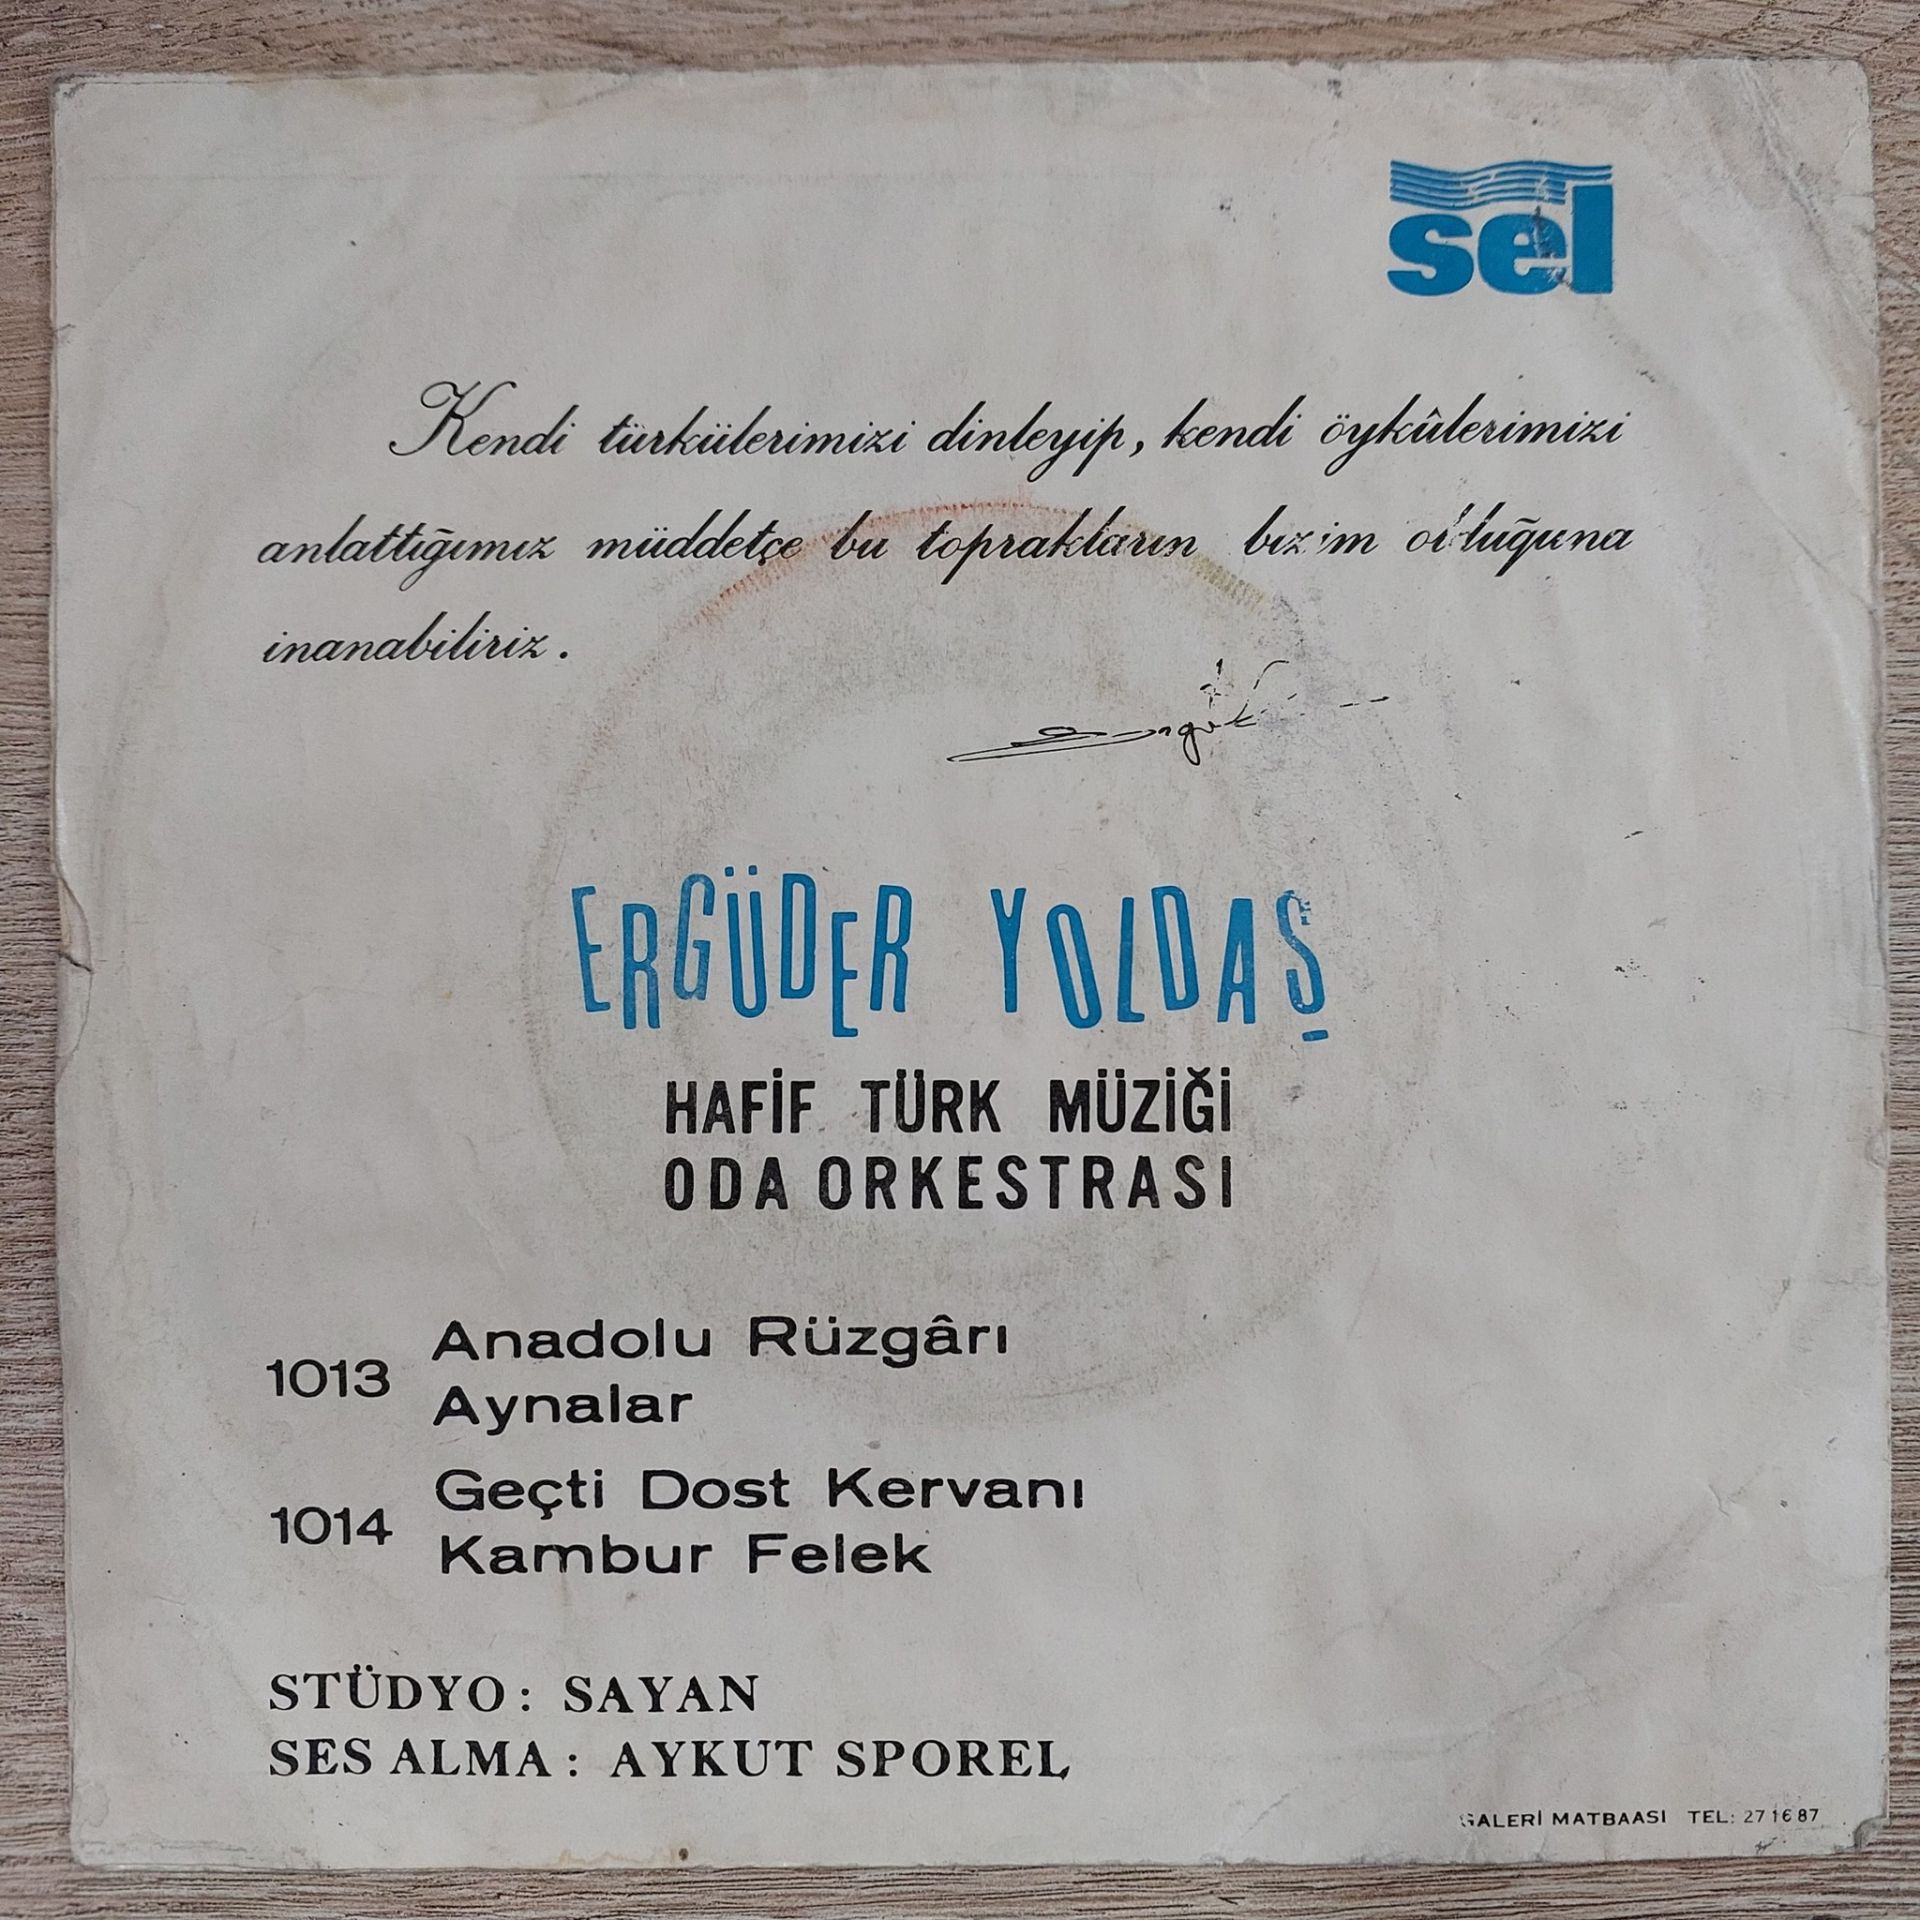 sel
Kendi türkülerimizi dinleyip, kendi öykülerimizi
anlattığımız müddetçe bu toprakların bizim olduğuna
inanabiliriz.
ERGÜDER YOLDAŞ
HAFİF TÜRK MÜZİĞİ
ODA ORKESTRASI
1013 Anadolu Rüzgârı
Aynalar
1014 Geçti Dost Kervanı
Kambur Felek
STÜDYO: SAYAN
SES ALMA: AYKUT SPOREL
GALERİ MATBAASI TEL: 27 16 87